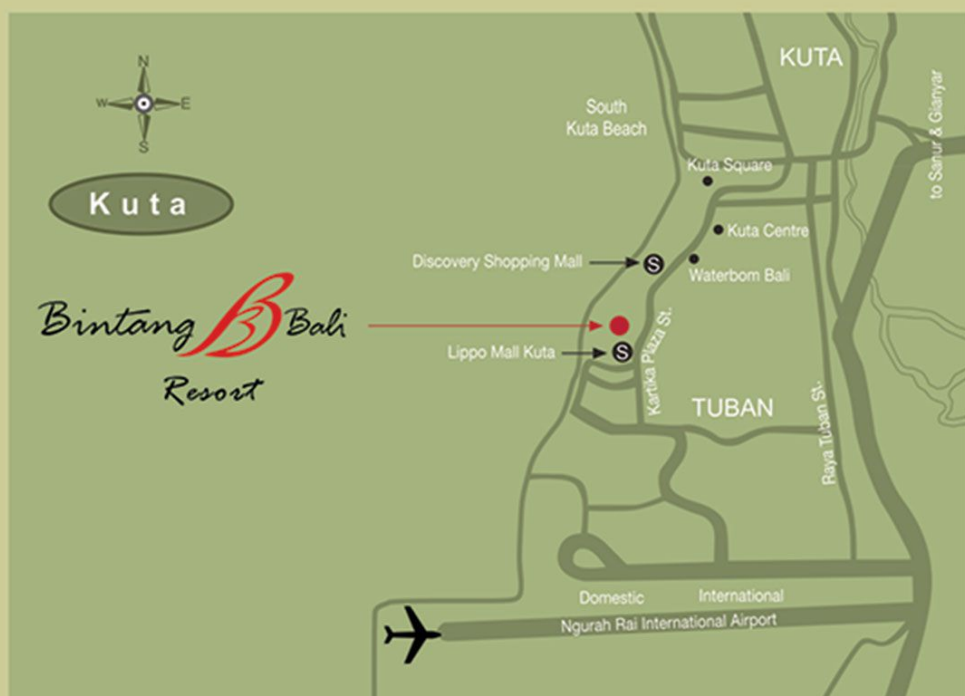 N
W E
S
Kuta
Bintang Bali
Resort
KUTA
South
Kuta Beach
to Sanur & Gianyar
Kuta Square
Kuta Centre
Discovery Shopping Mall
S
Waterbom Bali
Lippo Mall Kuta
S
Kartika Plaza St.
TUBAN
Raya Tuban St.
Domestic
International
Ngurah Rai International Airport